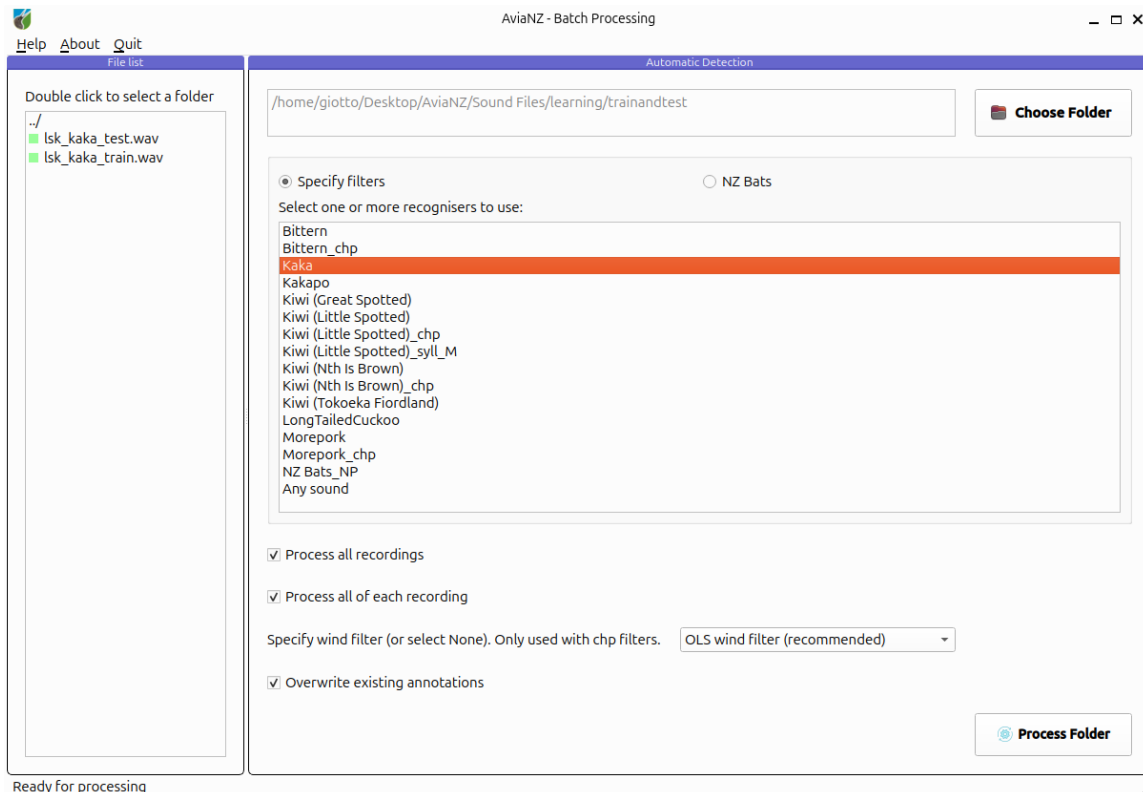 AviaNZ - Batch Processing
Help About Quit
File list
Double click to select a folder
../
lsk_kaka_test.wav
lsk_kaka_train.wav
Automatic Detection
/home/giotto/Desktop/AviaNZ/Sound Files/learning/trainandtest
Choose Folder
Specify filters
NZ Bats
Select one or more recognisers to use:
Bittern
Bittern_chp
Kaka
Kakapo
Kiwi (Great Spotted)
Kiwi (Little Spotted)
Kiwi (Little Spotted)_chp
Kiwi (Little Spotted)_syll_M
Kiwi (Nth Is Brown)
Kiwi (Nth Is Brown)_chp
Kiwi (Tokoeka Fiordland)
LongTailedCuckoo
Morepork
Morepork_chp
NZ Bats_NP
Any sound
Process all recordings
Process all of each recording
Specify wind filter (or select None). Only used with chp filters.
OLS wind filter (recommended)
Overwrite existing annotations
Process Folder
Ready for processing